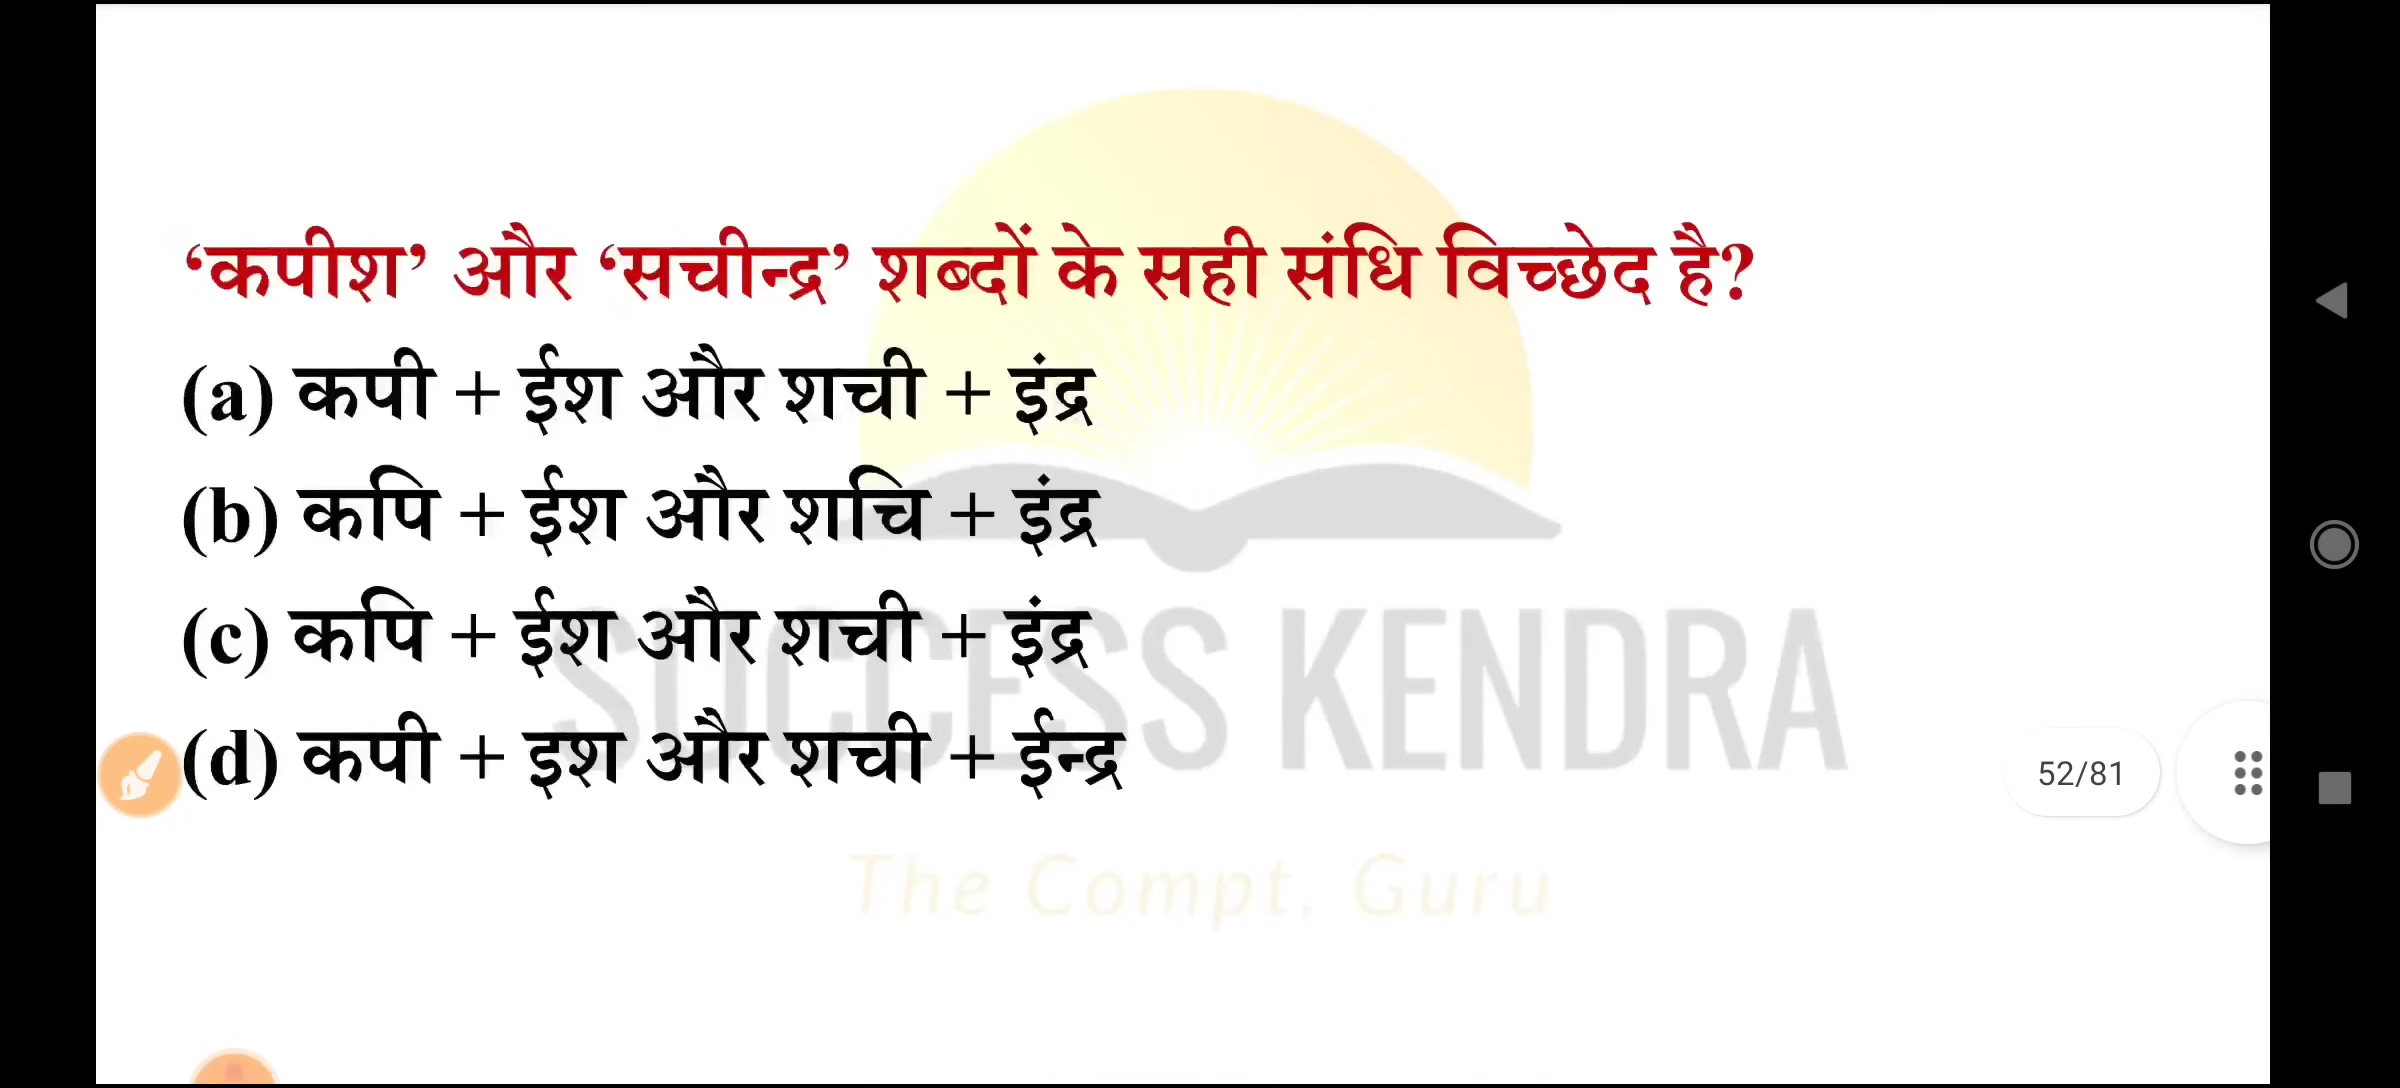 ‘कपीश’ और ‘सचीन्द्र’ शब्दों के सही संधि विच्छेद है?
(a) कपी + ईश और शची + इंद्र
(b) कपि + ईश और शचि + इंद्र
(c) कपि + ईश और शची + इंद्र
(d) कपी + इश और शची + ईन्द्र
SUCCESS KENDRA
52/81
The Compt. Guru